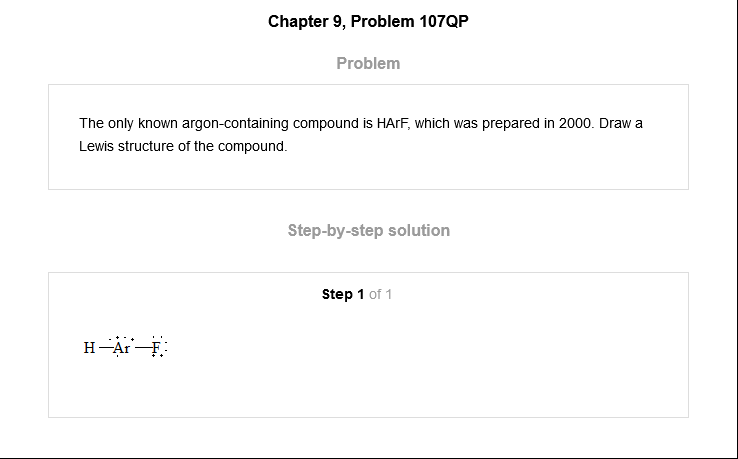 Chapter 9, Problem 107QP
Problem
The only known argon-containing compound is HArF, which was prepared in 2000. Draw a
Lewis structure of the compound.
Step-by-step solution
Step 1 of 1
H—Ar—F